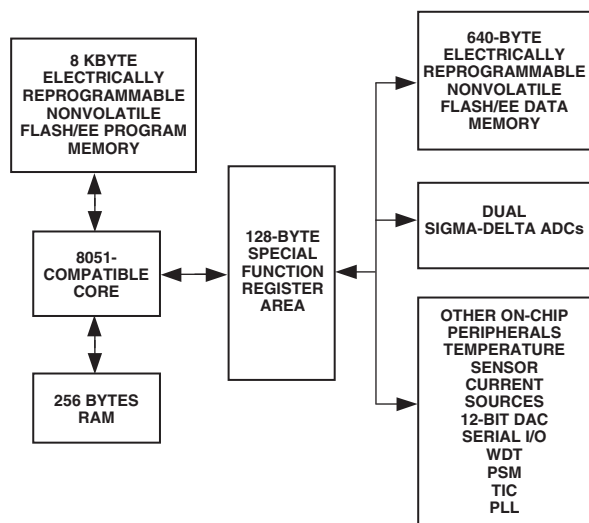 8 KBYTE
ELECTRICALLY
REPROGRAMMABLE
NONVOLATILE
FLASH/EE PROGRAM
MEMORY
8051-
COMPATIBLE
CORE
256 BYTES
RAM
128-BYTE
SPECIAL
FUNCTION
REGISTER
AREA
640-BYTE
ELECTRICALLY
REPROGRAMMABLE
NONVOLATILE
FLASH/EE DATA
MEMORY
DUAL
SIGMA-DELTA ADCs
OTHER ON-CHIP
PERIPHERALS
TEMPERATURE
SENSOR
CURRENT
SOURCES
12-BIT DAC
SERIAL I/O
WDT
PSM
TIC
PLL